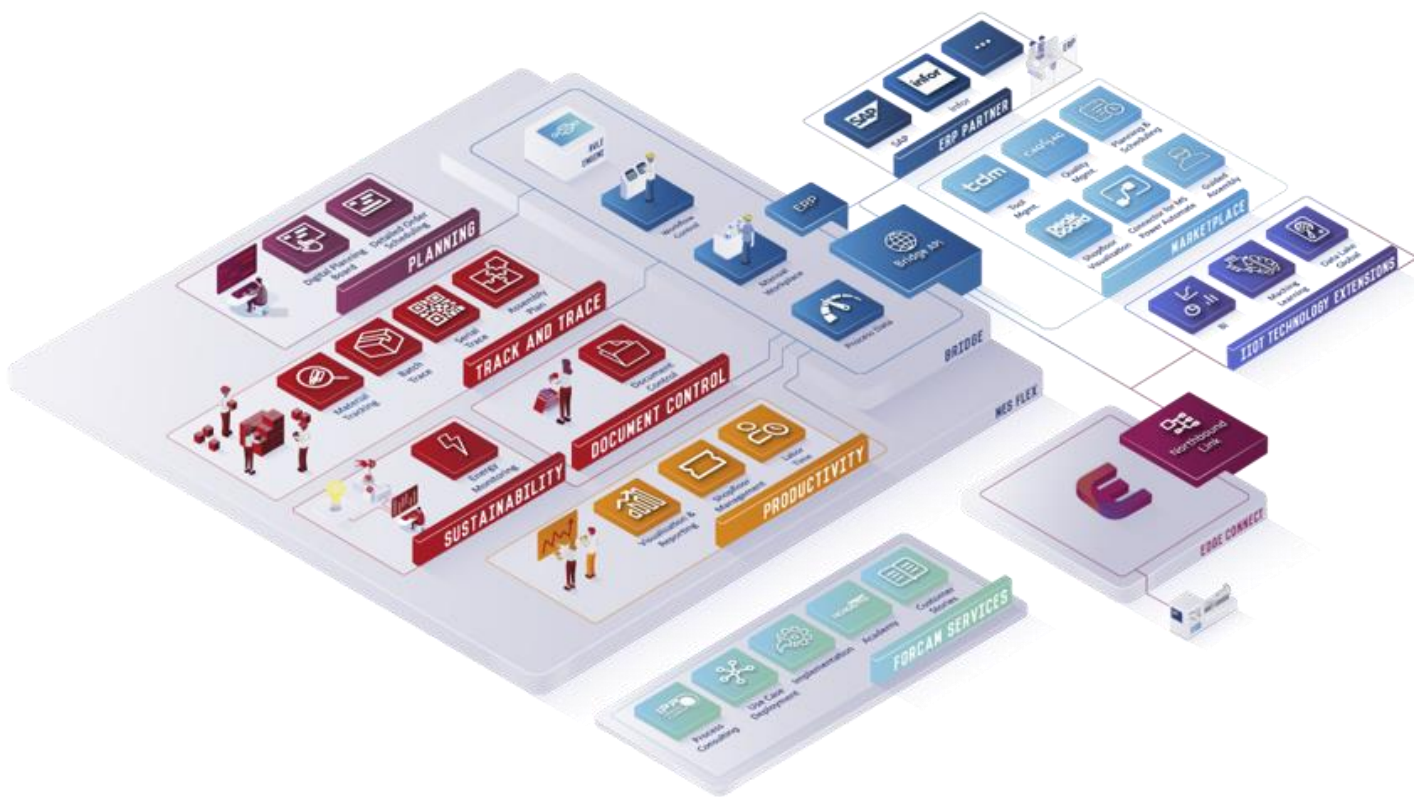 SAP
infor
...
SAP
Infor
ERP PARTNER
ERP
tdm
Tool
Mgmt.
Quality
Mgmt.
Planning &
Scheduling
Shopfloor
Visualisation
Connector for MS
Power Automate
Guided
Assembly
MARKETPLACE
BI
Maching
Learning
Data Lake
Global
IIOT TECHNOLOGY EXTENSIONS
RULE
ENGINE
Workflow
Control
Manual
Workplace
ERP
Bridge API
Process Data
BRIDGE
MES FLEX
Digital Planning
Board
Detailed Order
Scheduling
PLANNING
Material
Tracking
Batch
Trace
Serial
Trace
Assembly
Plan
TRACK AND TRACE
Document
Control
DOCUMENT CONTROL
Energy
Monitoring
SUSTAINABILITY
Visualisation &
Reporting
Shopfloor
Management
Labor
Time
PRODUCTIVITY
Northbound
Link
EDGE CONNECT
Process
Consulting
Use Case
Deployment
Implementation
Academy
Customer
Stories
FORCAM SERVICES